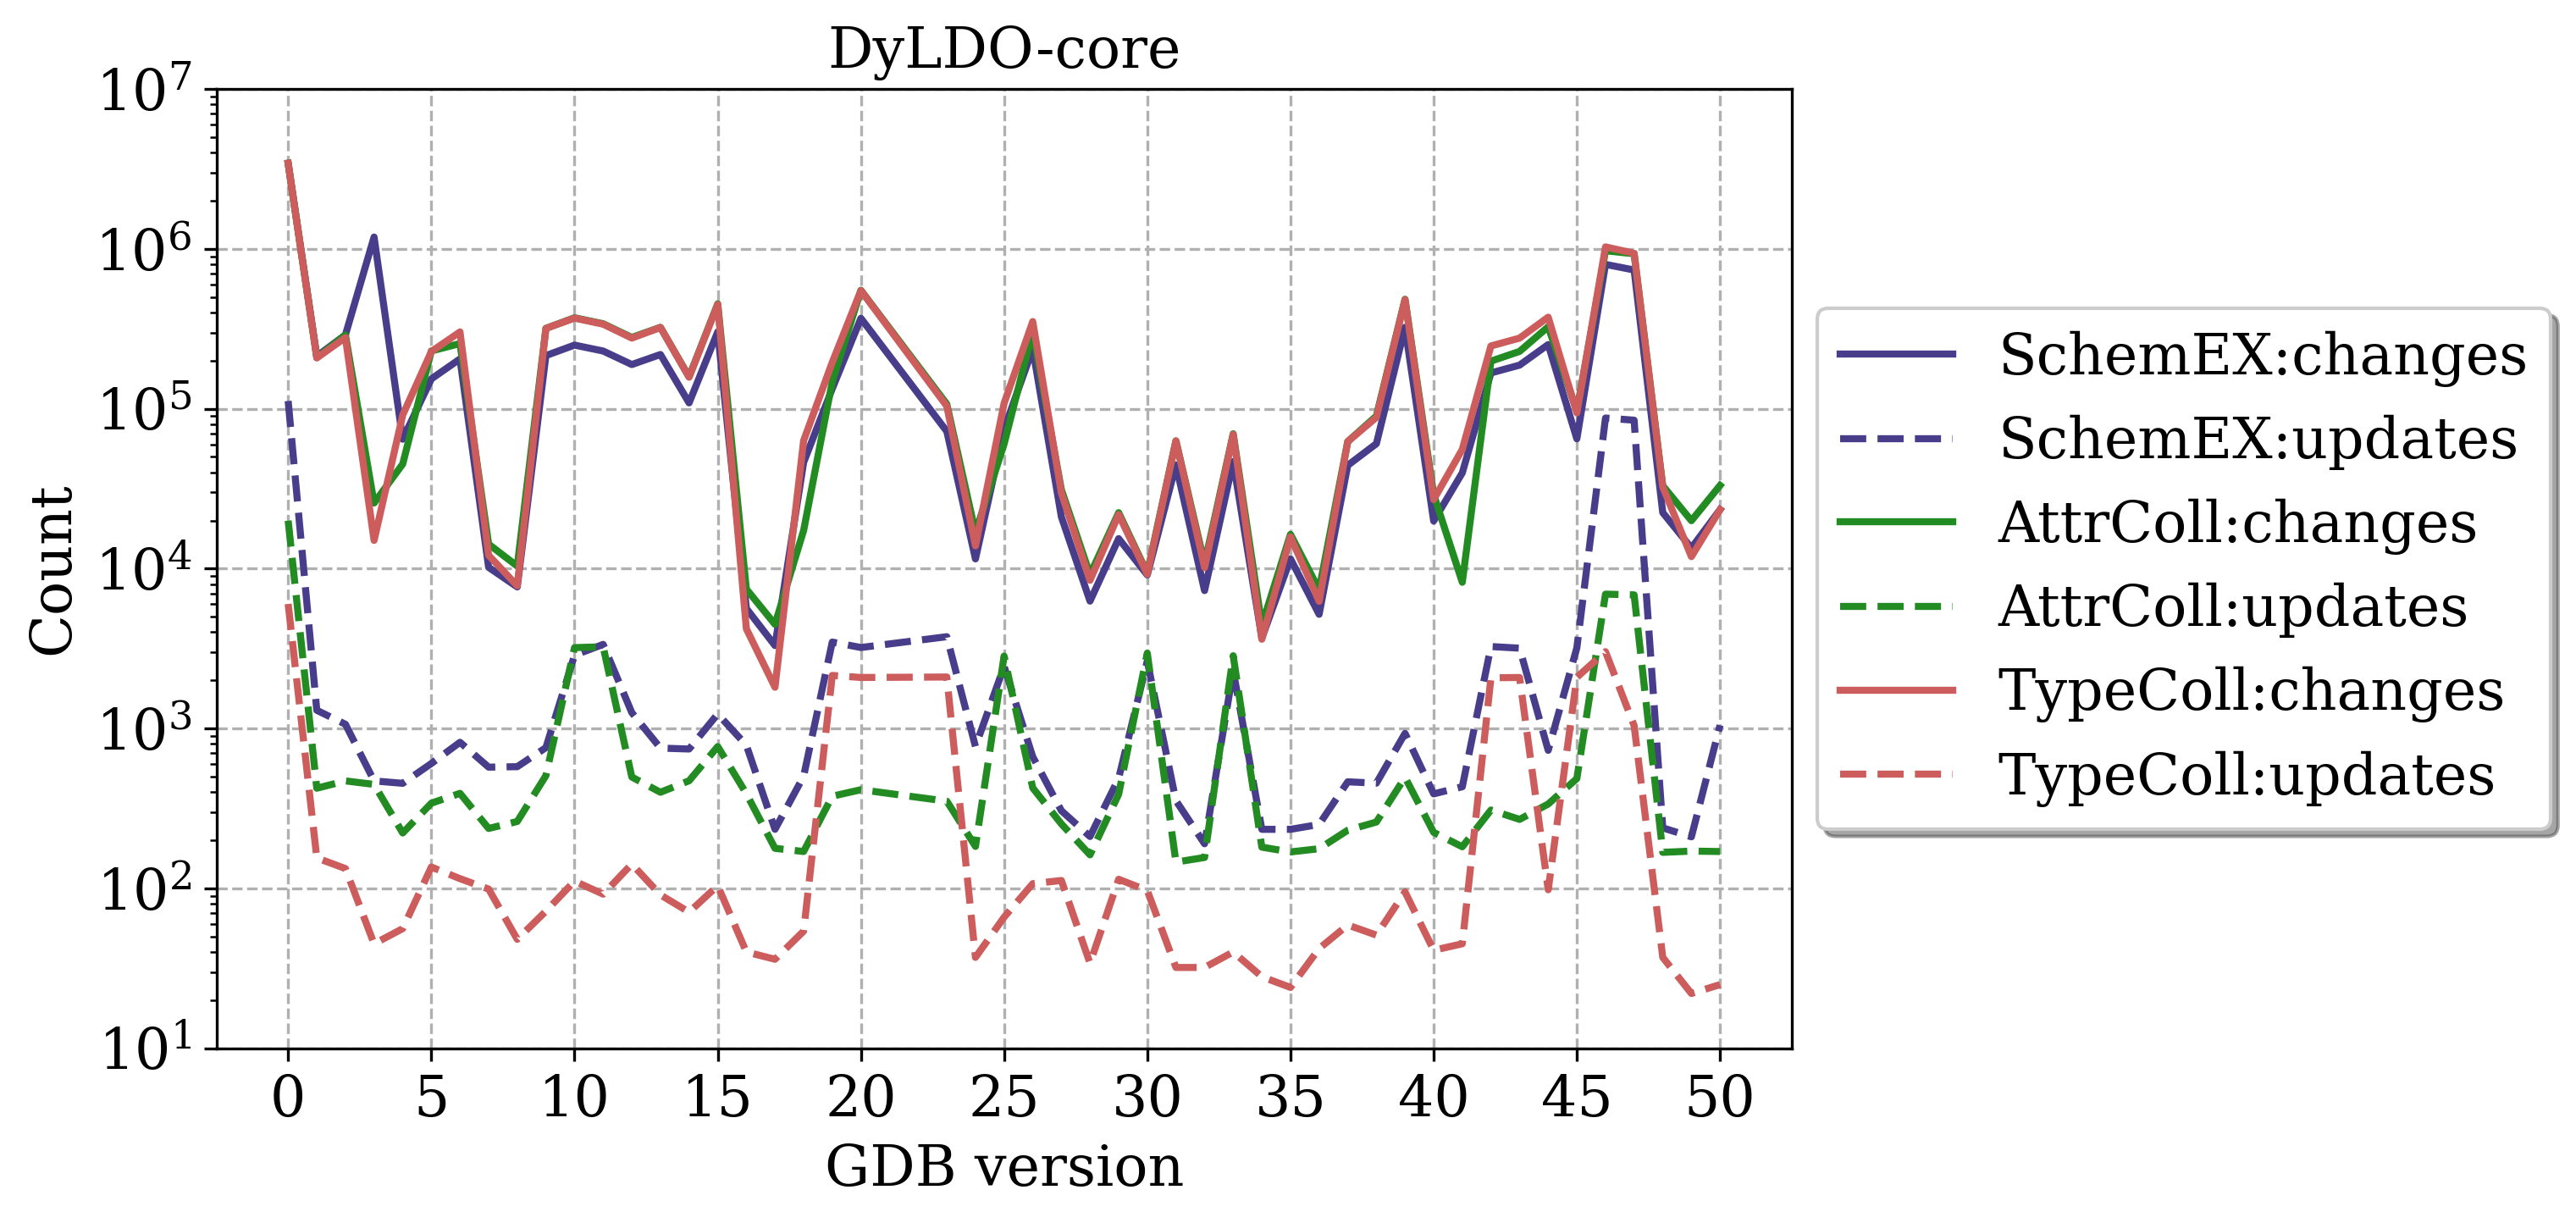 DyLDO-core
10^7
10^6
10^5
10^4
10^3
10^2
10^1
Count
0 5 10 15 20 25 30 35 40 45 50
GDB version
SchemEX:changes
SchemEX:updates
AttrColl:changes
AttrColl:updates
TypeColl:changes
TypeColl:updates